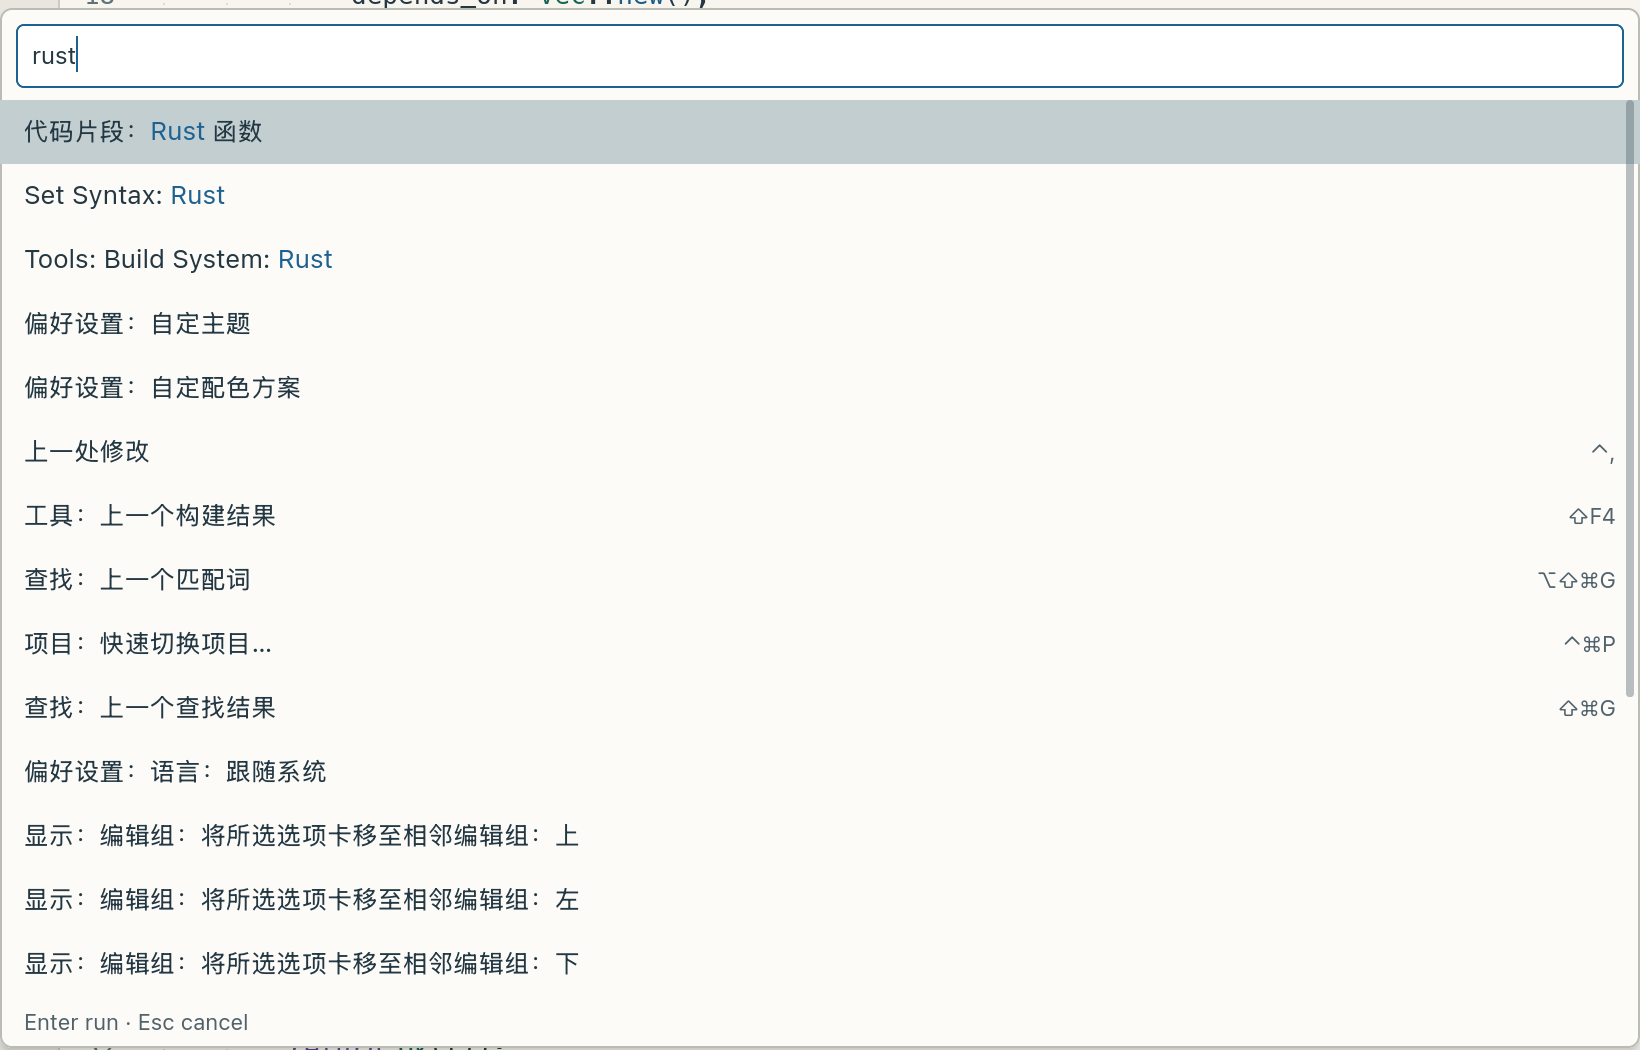 rust
代码片段：Rust 函数
Set Syntax: Rust
Tools: Build System: Rust
偏好设置：自定主题
偏好设置：自定配色方案
上一处修改 ^,
工具：上一个构建结果 ⇧F4
查找：上一个匹配词 ⌥⇧⌘G
项目：快速切换项目... ^⌘P
查找：上一个查找结果 ⇧⌘G
偏好设置：语言：跟随系统
显示：编辑组：将所选选项卡移至相邻编辑组：上
显示：编辑组：将所选选项卡移至相邻编辑组：左
显示：编辑组：将所选选项卡移至相邻编辑组：下
Enter run · Esc cancel